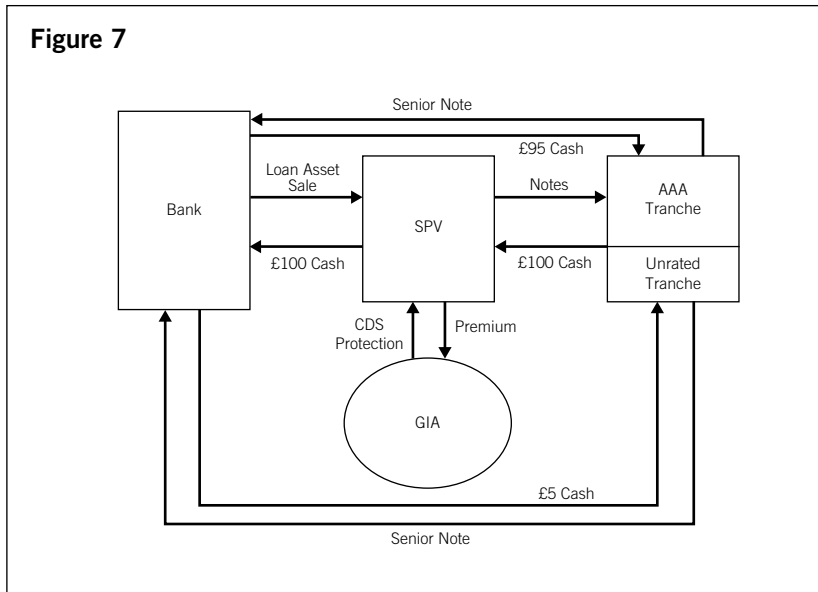 Figure 7
Senior Note
£95 Cash
Loan Asset
Sale
Notes
AAA
Tranche
Bank
SPV
£100 Cash
£100 Cash
Unrated
Tranche
CDS
Protection
Premium
GIA
£5 Cash
Senior Note